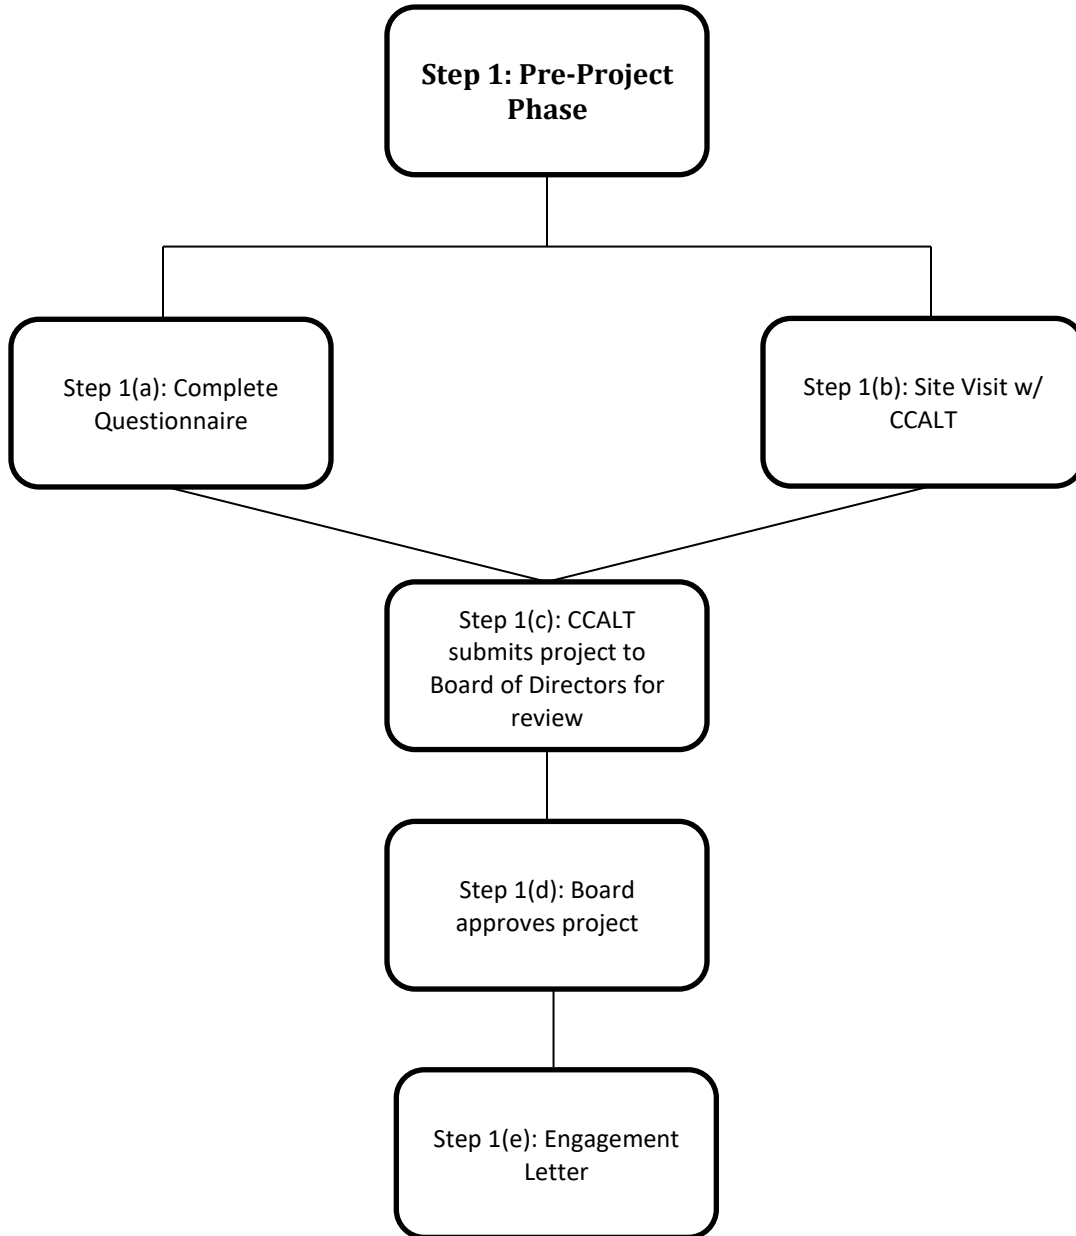 Step 1: Pre-Project
Phase
Step 1(a): Complete
Questionnaire
Step 1(b): Site Visit w/
CCALT
Step 1(c): CCALT
submits project to
Board of Directors for
review
Step 1(d): Board
approves project
Step 1(e): Engagement
Letter